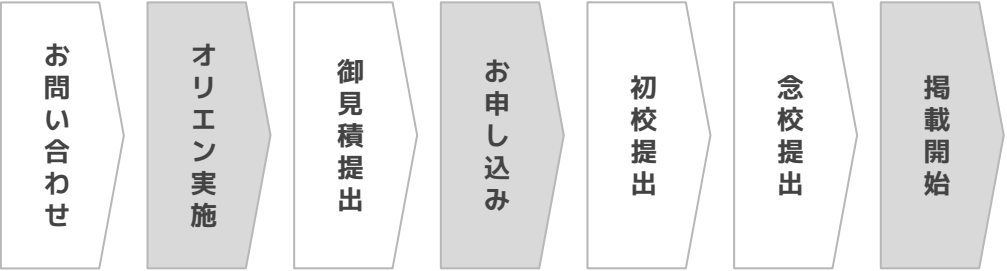 お問い合わせ
オリエン実施
御見積提出
お申し込み
初校提出
念校提出
掲載開始